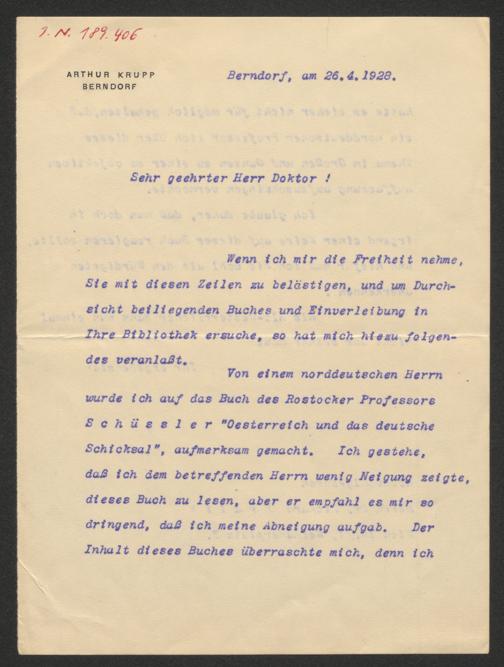 J. N. 189.406
ARTHUR KRUPP
BERNDORF
Berndorf, am 26.4.1928.
Sehr geehrter Herr Doktor !
Wenn ich mir die Freiheit nehme,
Sie mit diesen Zeilen zu belästigen, und um Durch-
sicht beiliegenden Buches und Einverleibung in
Ihre Bibliothek ersuche, so hat mich hiezu folgen-
des veranlaßt.
Von einem norddeutschen Herrn
wurde ich auf das Buch des Rostocker Professors
S c h ü s s l e r "Oesterreich und das deutsche
Schicksal", aufmerksam gemacht. Ich gestehe,
daß ich dem betreffenden Herrn wenig Neigung zeigte,
dieses Buch zu lesen, aber er empfahl es mir so
dringend, daß ich meine Abneigung aufgab. Der
Inhalt dieses Buches überraschte mich, denn ich